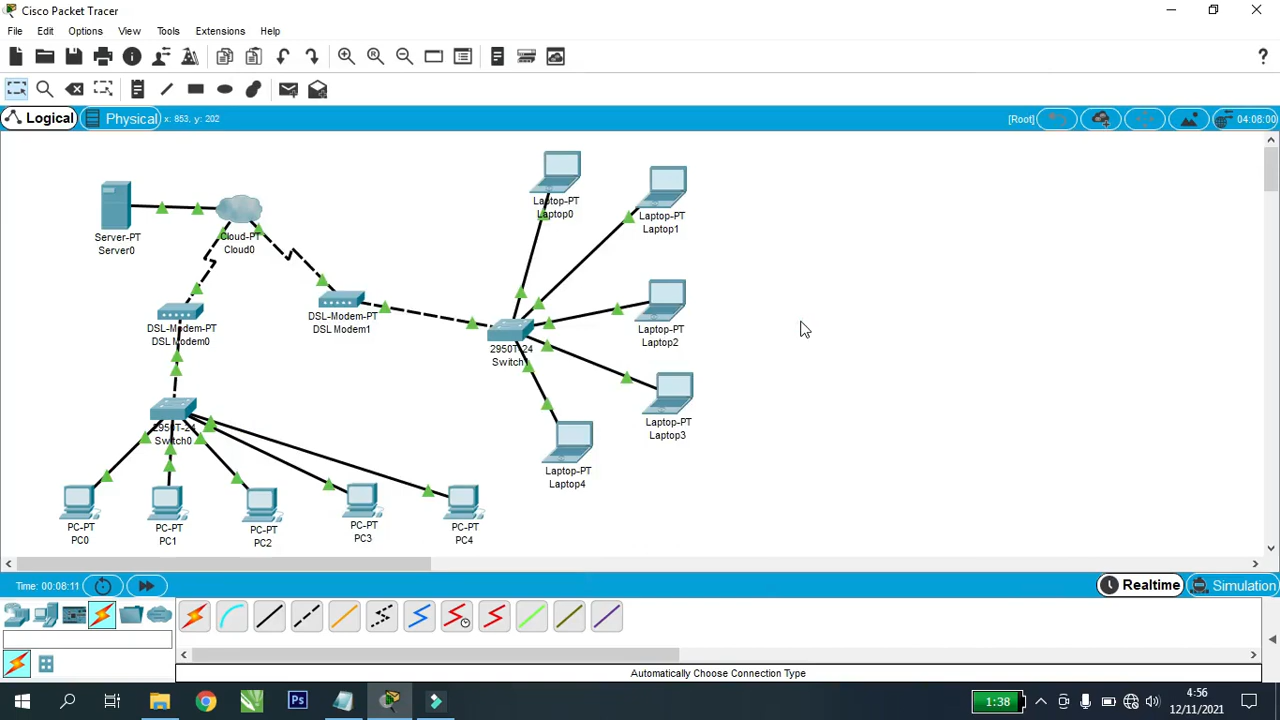 Cisco Packet Tracer
File Edit Options View Tools Extensions Help
Logical
Physical
x: 853, y: 202
[Root]
04:08:00
Server-PT
Server0
Cloud-PT
Cloud0
Laptop-PT
Laptop0
Laptop-PT
Laptop1
DSL-Modem-PT
DSL Modem0
DSL-Modem-PT
DSL Modem1
2950T-24
Switch
Laptop-PT
Laptop2
Laptop-PT
Laptop3
Laptop-PT
Laptop4
2950T-24
Switch0
PC-PT
PC0
PC-PT
PC1
PC-PT
PC2
PC-PT
PC3
PC-PT
PC4
Time: 00:08:11
Realtime
Simulation
Automatically Choose Connection Type
Ps
1:38
4:56
12/11/2021